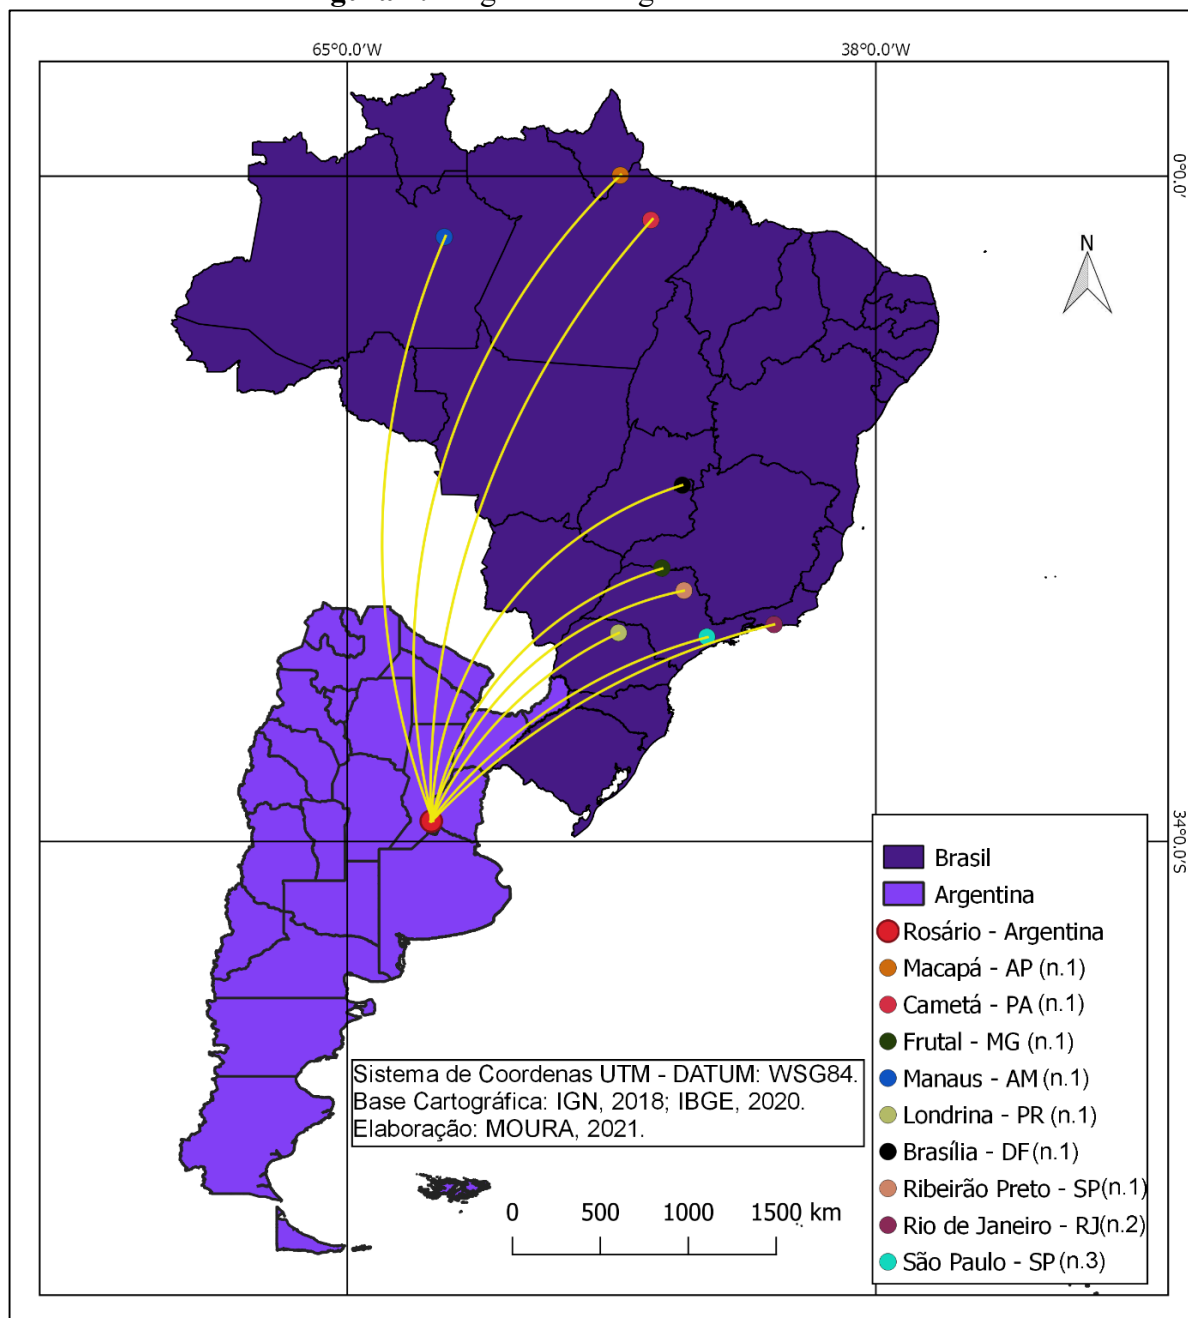 65°0.0'W
38°0.0'W
0°0.0'
N
34°0.0'S
Brasil
Argentina
Rosário - Argentina
Macapá - AP (n.1)
Cametá - PA (n.1)
Frutal - MG (n.1)
Manaus - AM (n.1)
Londrina - PR (n.1)
Brasília - DF (n.1)
Ribeirão Preto - SP(n.1)
Rio de Janeiro - RJ(n.2)
São Paulo - SP (n.3)
Sistema de Coordenas UTM - DATUM: WSG84.
Base Cartográfica: IGN, 2018; IBGE, 2020.
Elaboração: MOURA, 2021.
0 500 1000 1500 km